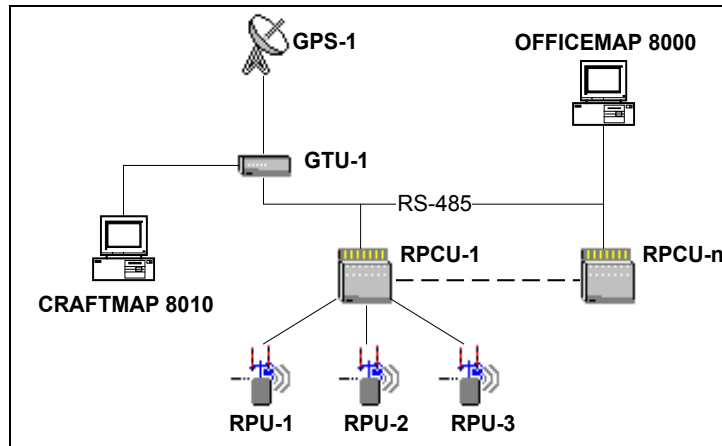 GPS-1
OFFICEMAP 8000
GTU-1
RS-485
RPCU-1
RPCU-n
CRAFTMAP 8010
RPU-1
RPU-2
RPU-3